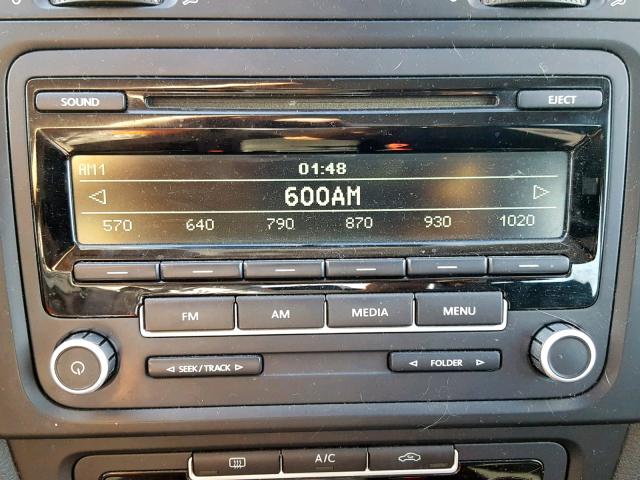 SOUND EJECT
AM1 01:48
600AM
570 640 790 870 930 1020
FM AM MEDIA MENU
SEEK/TRACK FOLDER
A/C